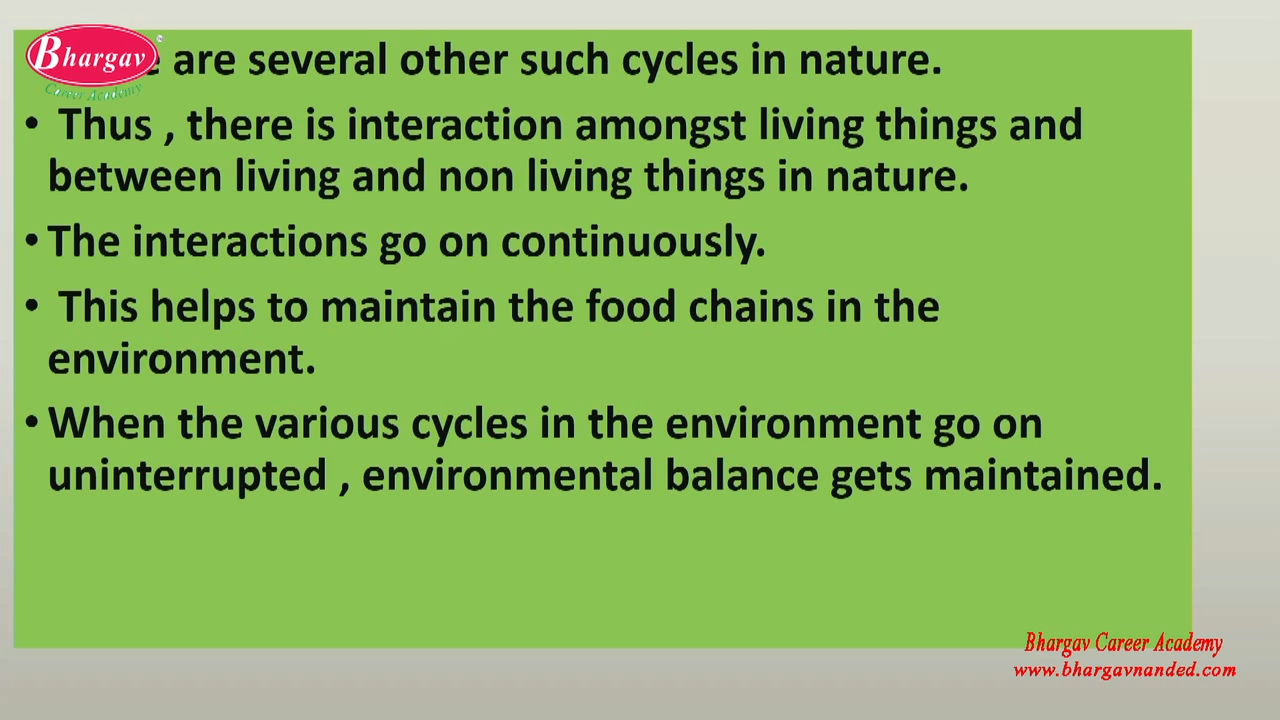 Bhargav
Career Academy
are several other such cycles in nature.
• Thus , there is interaction amongst living things and
between living and non living things in nature.
• The interactions go on continuously.
• This helps to maintain the food chains in the
environment.
• When the various cycles in the environment go on
uninterrupted , environmental balance gets maintained.
Bhargav Career Academy
www.bhargavnanded.com